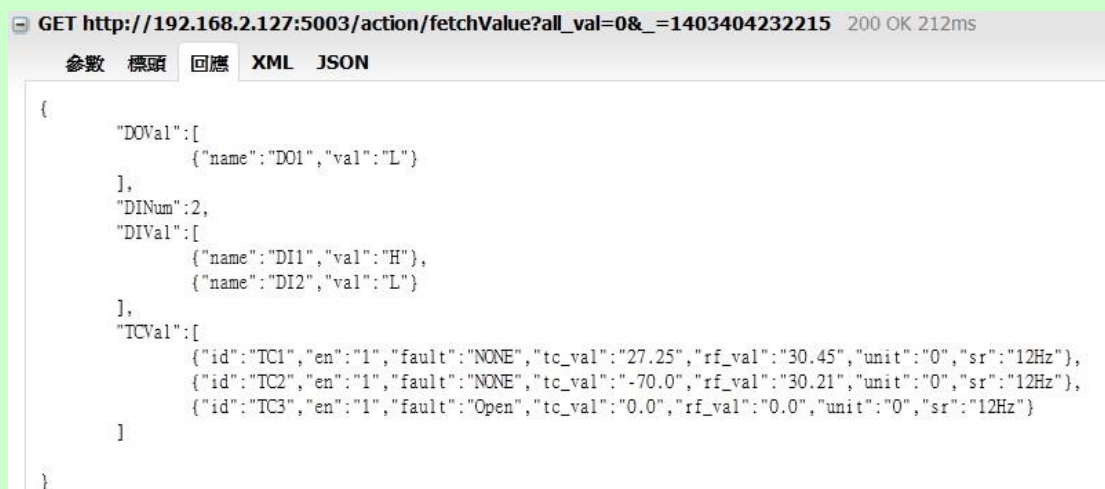 GET http://192.168.2.127:5003/action/fetchValue?all_val=0&_=1403404232215 200 OK 212ms
參數 標頭 回應 XML JSON
{
"DOVal":[
{"name":"DO1","val":"L"}
],
"DINum":2,
"DIVal":[
{"name":"DI1","val":"H"},
{"name":"DI2","val":"L"}
],
"TCVal":[
{"id":"TC1","en":"1","fault":"NONE","tc_val":"27.25","rf_val":"30.45","unit":"0","sr":"12Hz"},
{"id":"TC2","en":"1","fault":"NONE","tc_val":"-70.0","rf_val":"30.21","unit":"0","sr":"12Hz"},
{"id":"TC3","en":"1","fault":"Open","tc_val":"0.0","rf_val":"0.0","unit":"0","sr":"12Hz"}
]
}